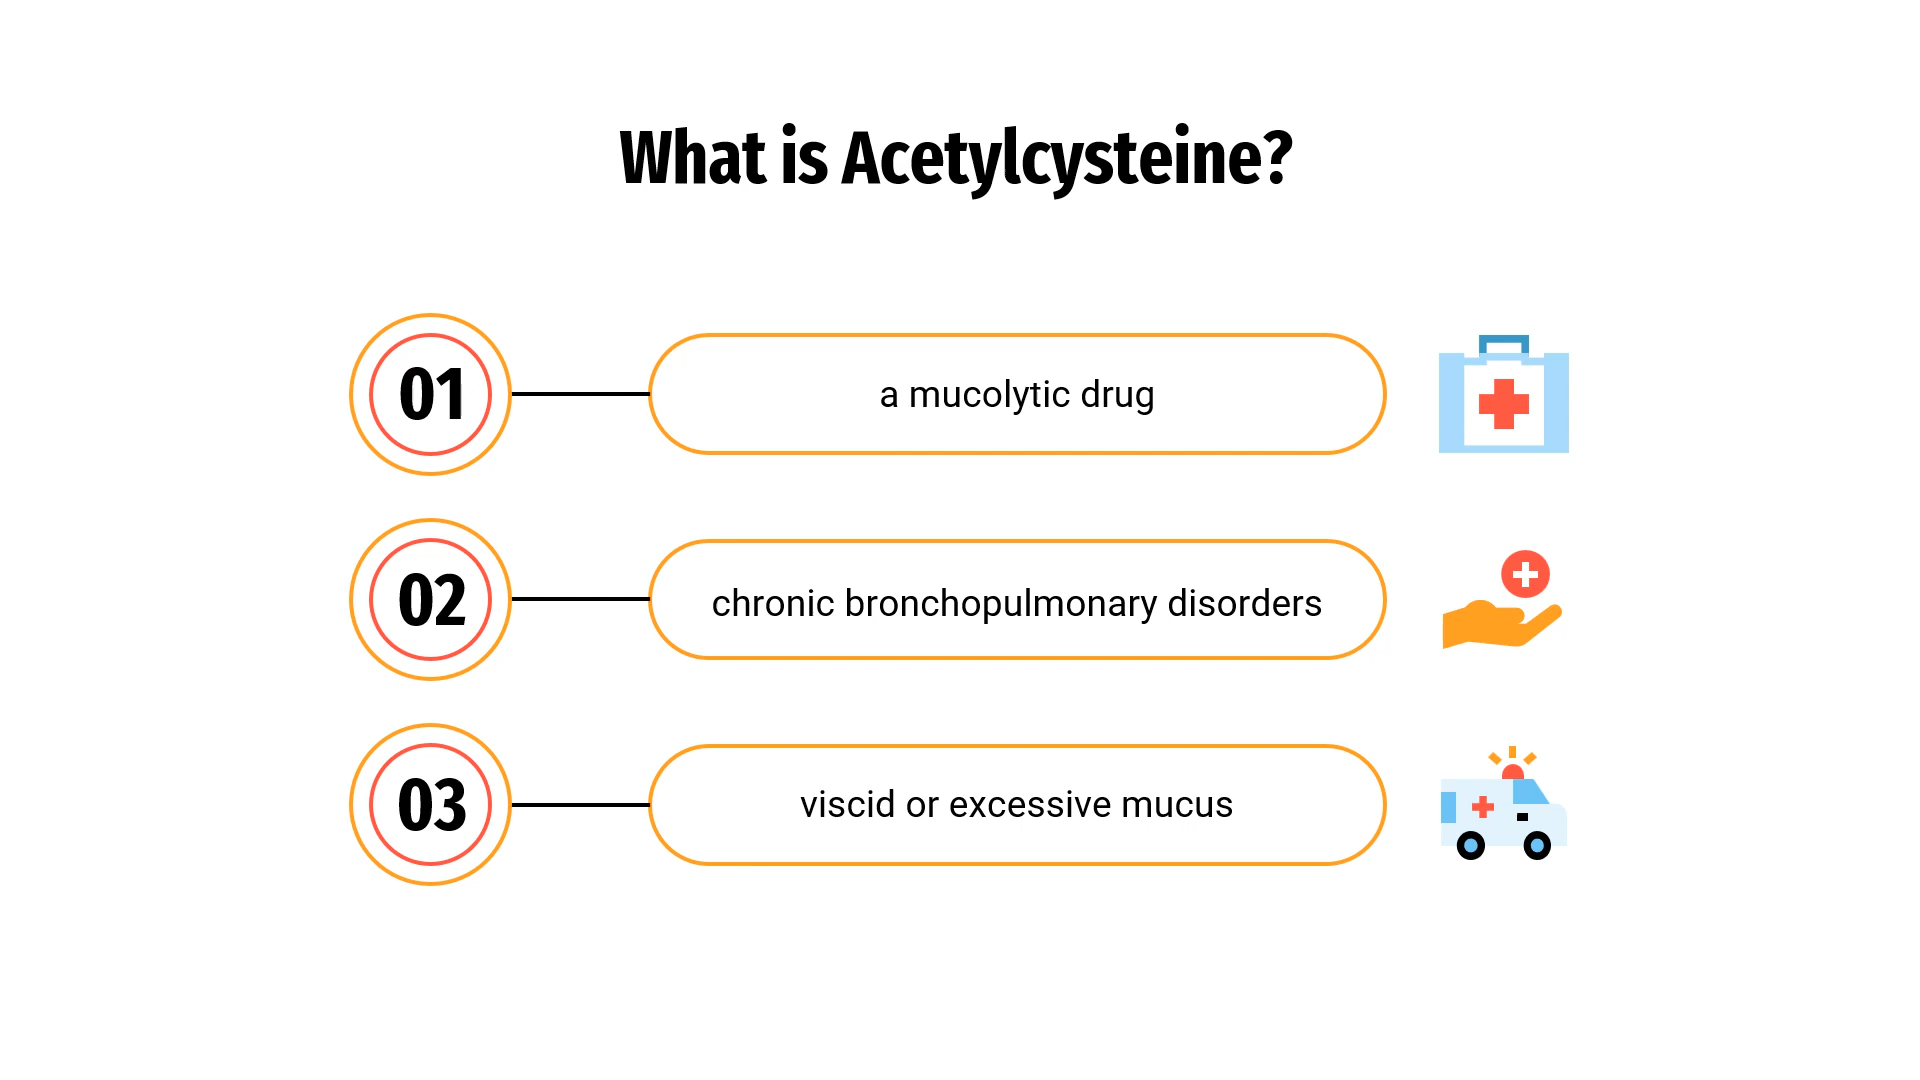 What is Acetylcysteine?
01
a mucolytic drug
02
chronic bronchopulmonary disorders
03
viscid or excessive mucus